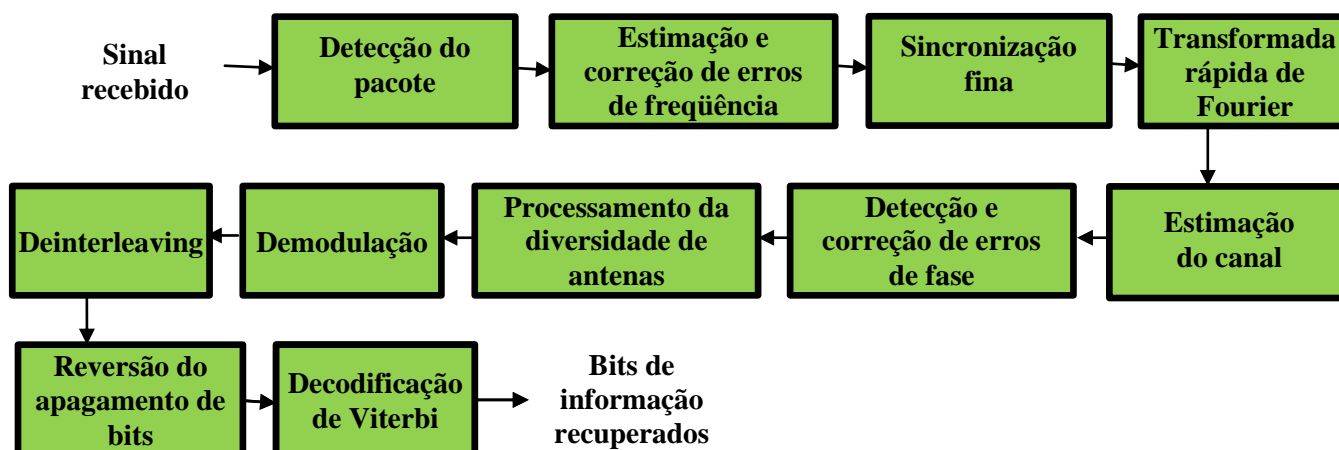 Sinal
recebido
Detecção do
pacote
Estimação e
correção de erros
de freqüência
Sincronização
fina
Transformada
rápida de
Fourier
Deinterleaving
Demodulação
Processamento da
diversidade de
antenas
Detecção e
correção de erros
de fase
Estimação
do canal
Reversão do
apagamento de
bits
Decodificação
de Viterbi
Bits de
informação
recuperados